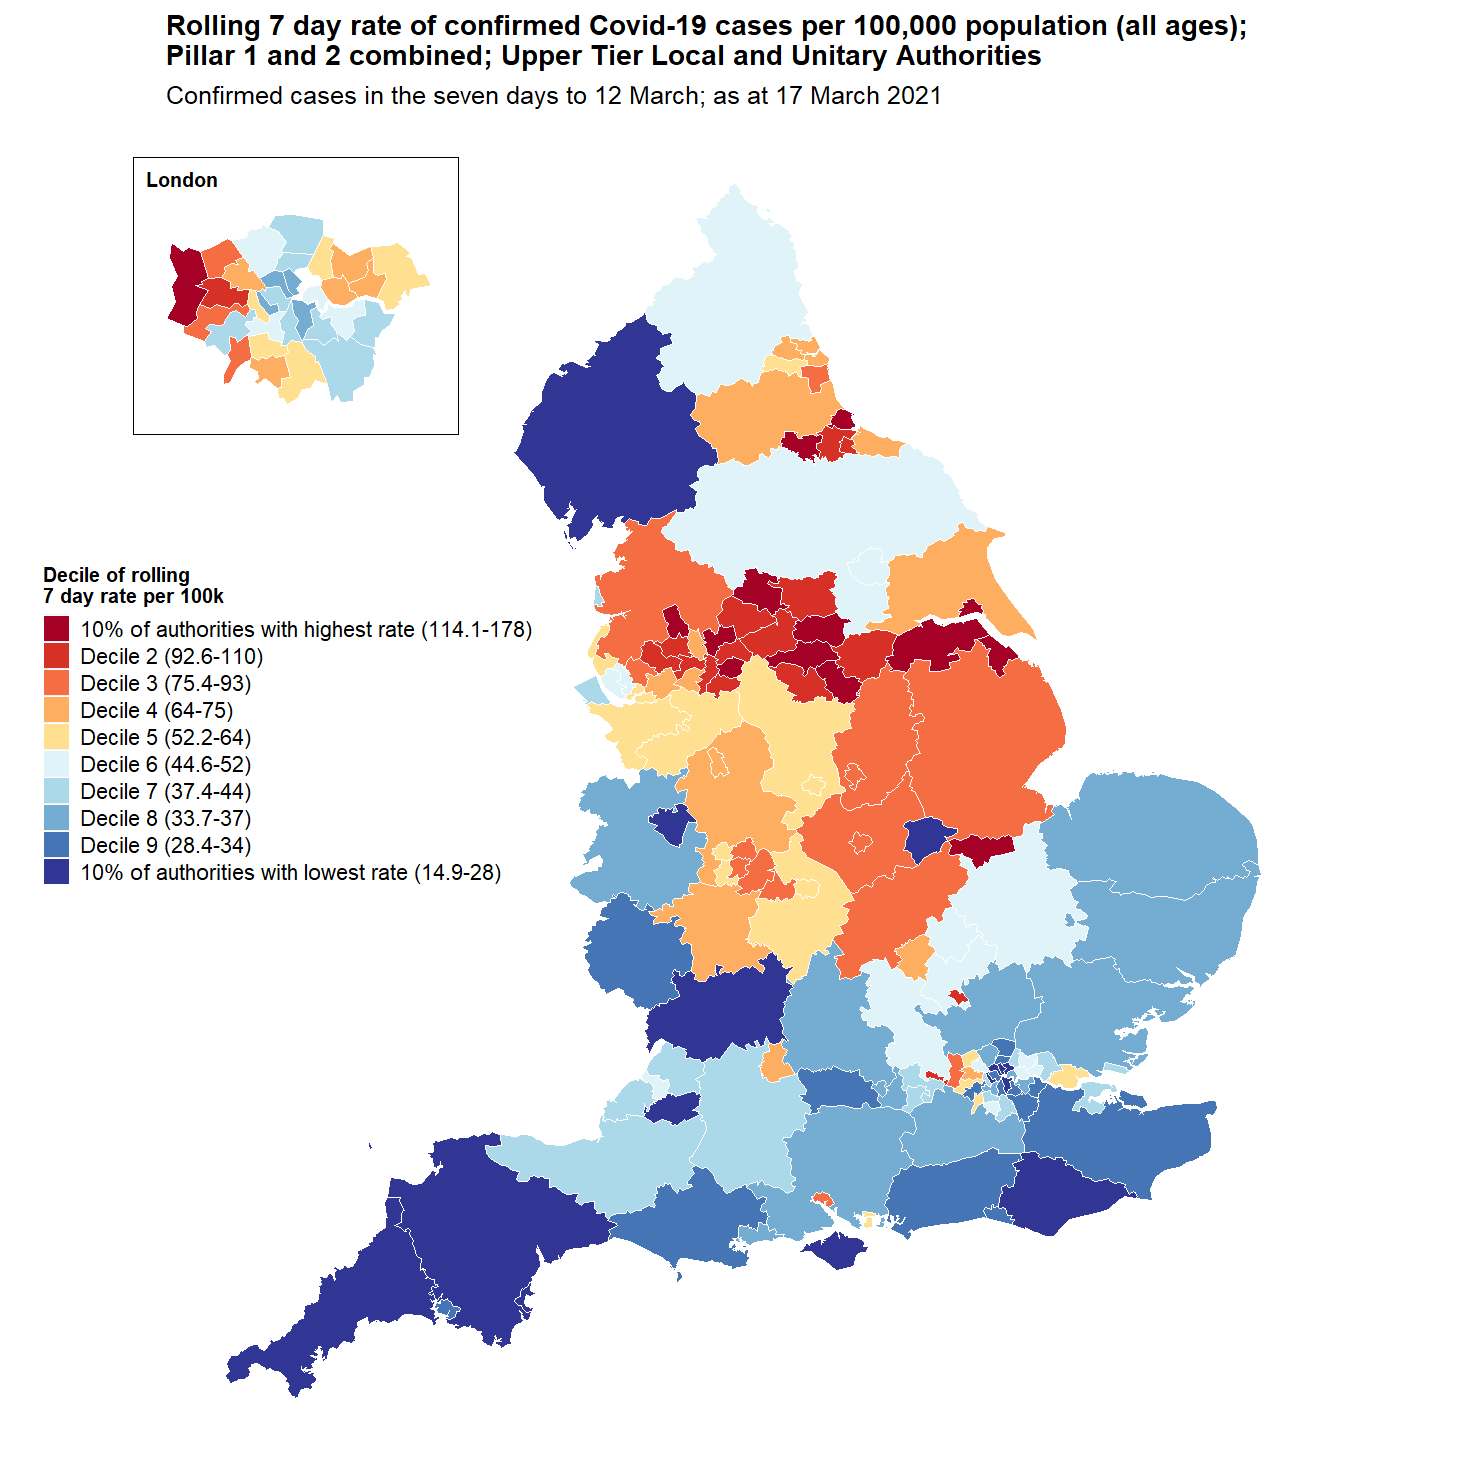 Rolling 7 day rate of confirmed Covid-19 cases per 100,000 population (all ages);
Pillar 1 and 2 combined; Upper Tier Local and Unitary Authorities
Confirmed cases in the seven days to 12 March; as at 17 March 2021
London
Decile of rolling
7 day rate per 100k
10% of authorities with highest rate (114.1-178)
Decile 2 (92.6-110)
Decile 3 (75.4-93)
Decile 4 (64-75)
Decile 5 (52.2-64)
Decile 6 (44.6-52)
Decile 7 (37.4-44)
Decile 8 (33.7-37)
Decile 9 (28.4-34)
10% of authorities with lowest rate (14.9-28)